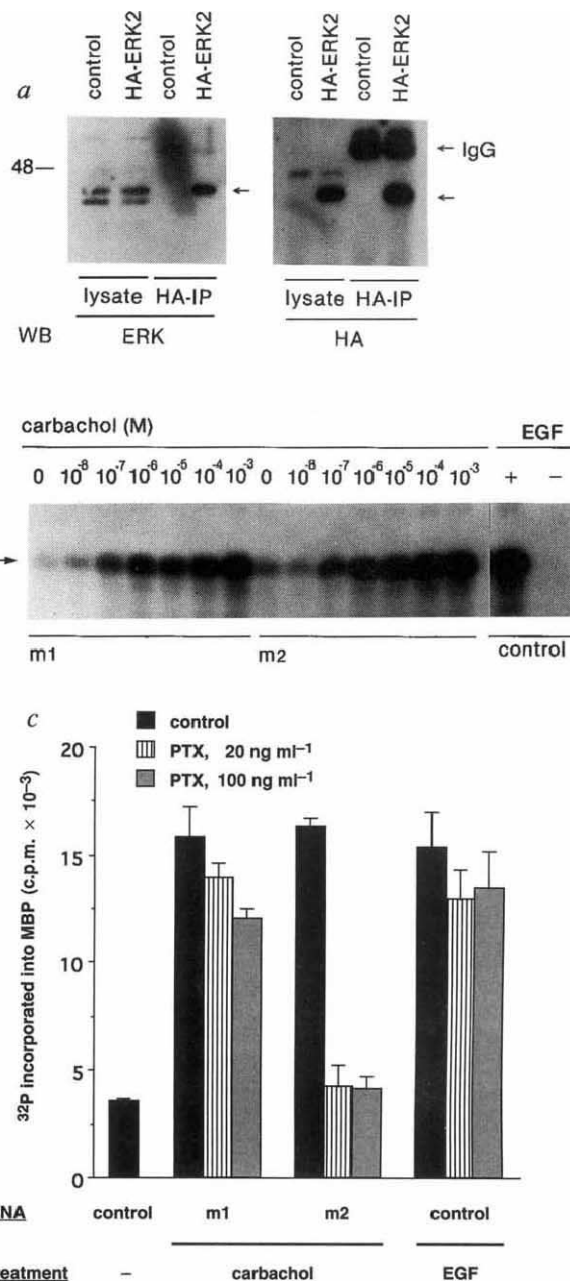 a
control HA-ERK2 control HA-ERK2 control HA-ERK2 control HA-ERK2
48—
← IgG
←
←
lysate HA-IP lysate HA-IP
WB ERK HA
carbachol (M) EGF
0 10⁻⁸ 10⁻⁷ 10⁻⁶ 10⁻⁵ 10⁻⁴ 10⁻³ 0 10⁻⁸ 10⁻⁷ 10⁻⁶ 10⁻⁵ 10⁻⁴ 10⁻³ + −
m1 m2 control
c
control
PTX, 20 ng ml⁻¹
PTX, 100 ng ml⁻¹
³²P incorporated into MBP (c.p.m. × 10⁻³)
20
15
10
5
0
NA control m1 m2 control
eatment − carbachol EGF